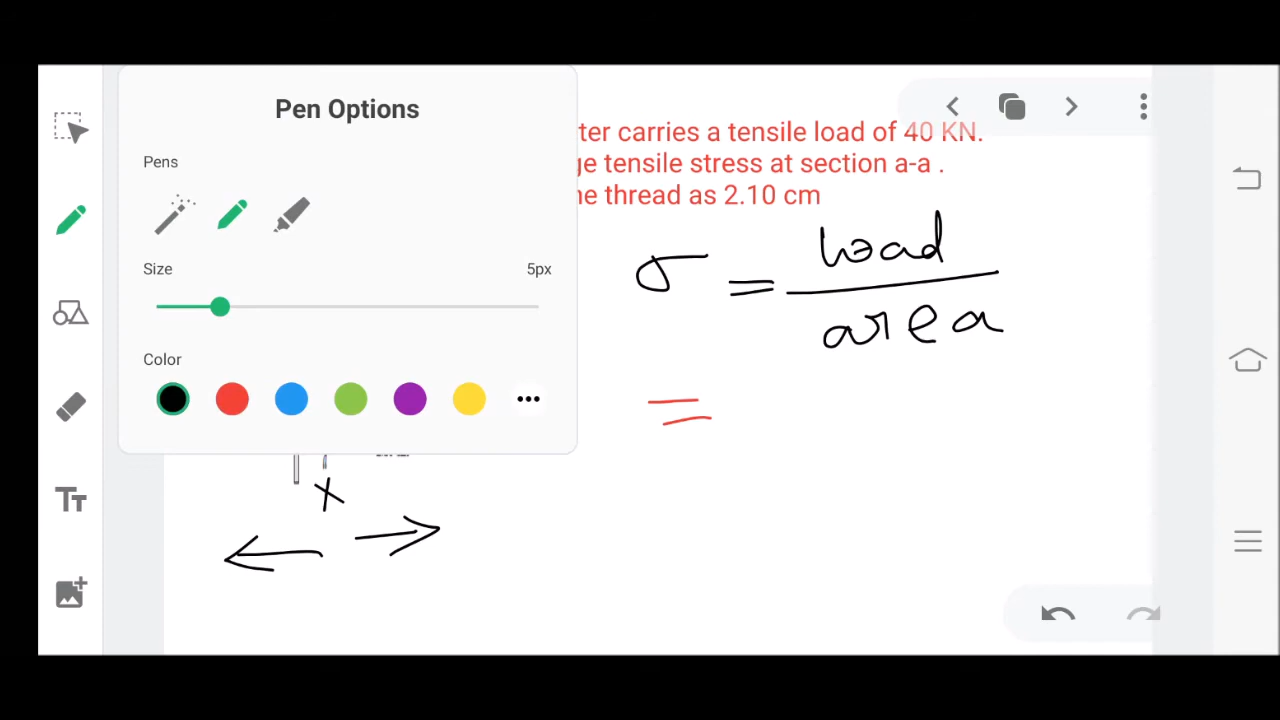 Pen Options
Pens
Size 5px
Color
ter carries a tensile load of 40 KN.
ge tensile stress at section a-a .
ne thread as 2.10 cm
σ = load
area
=
x
TT